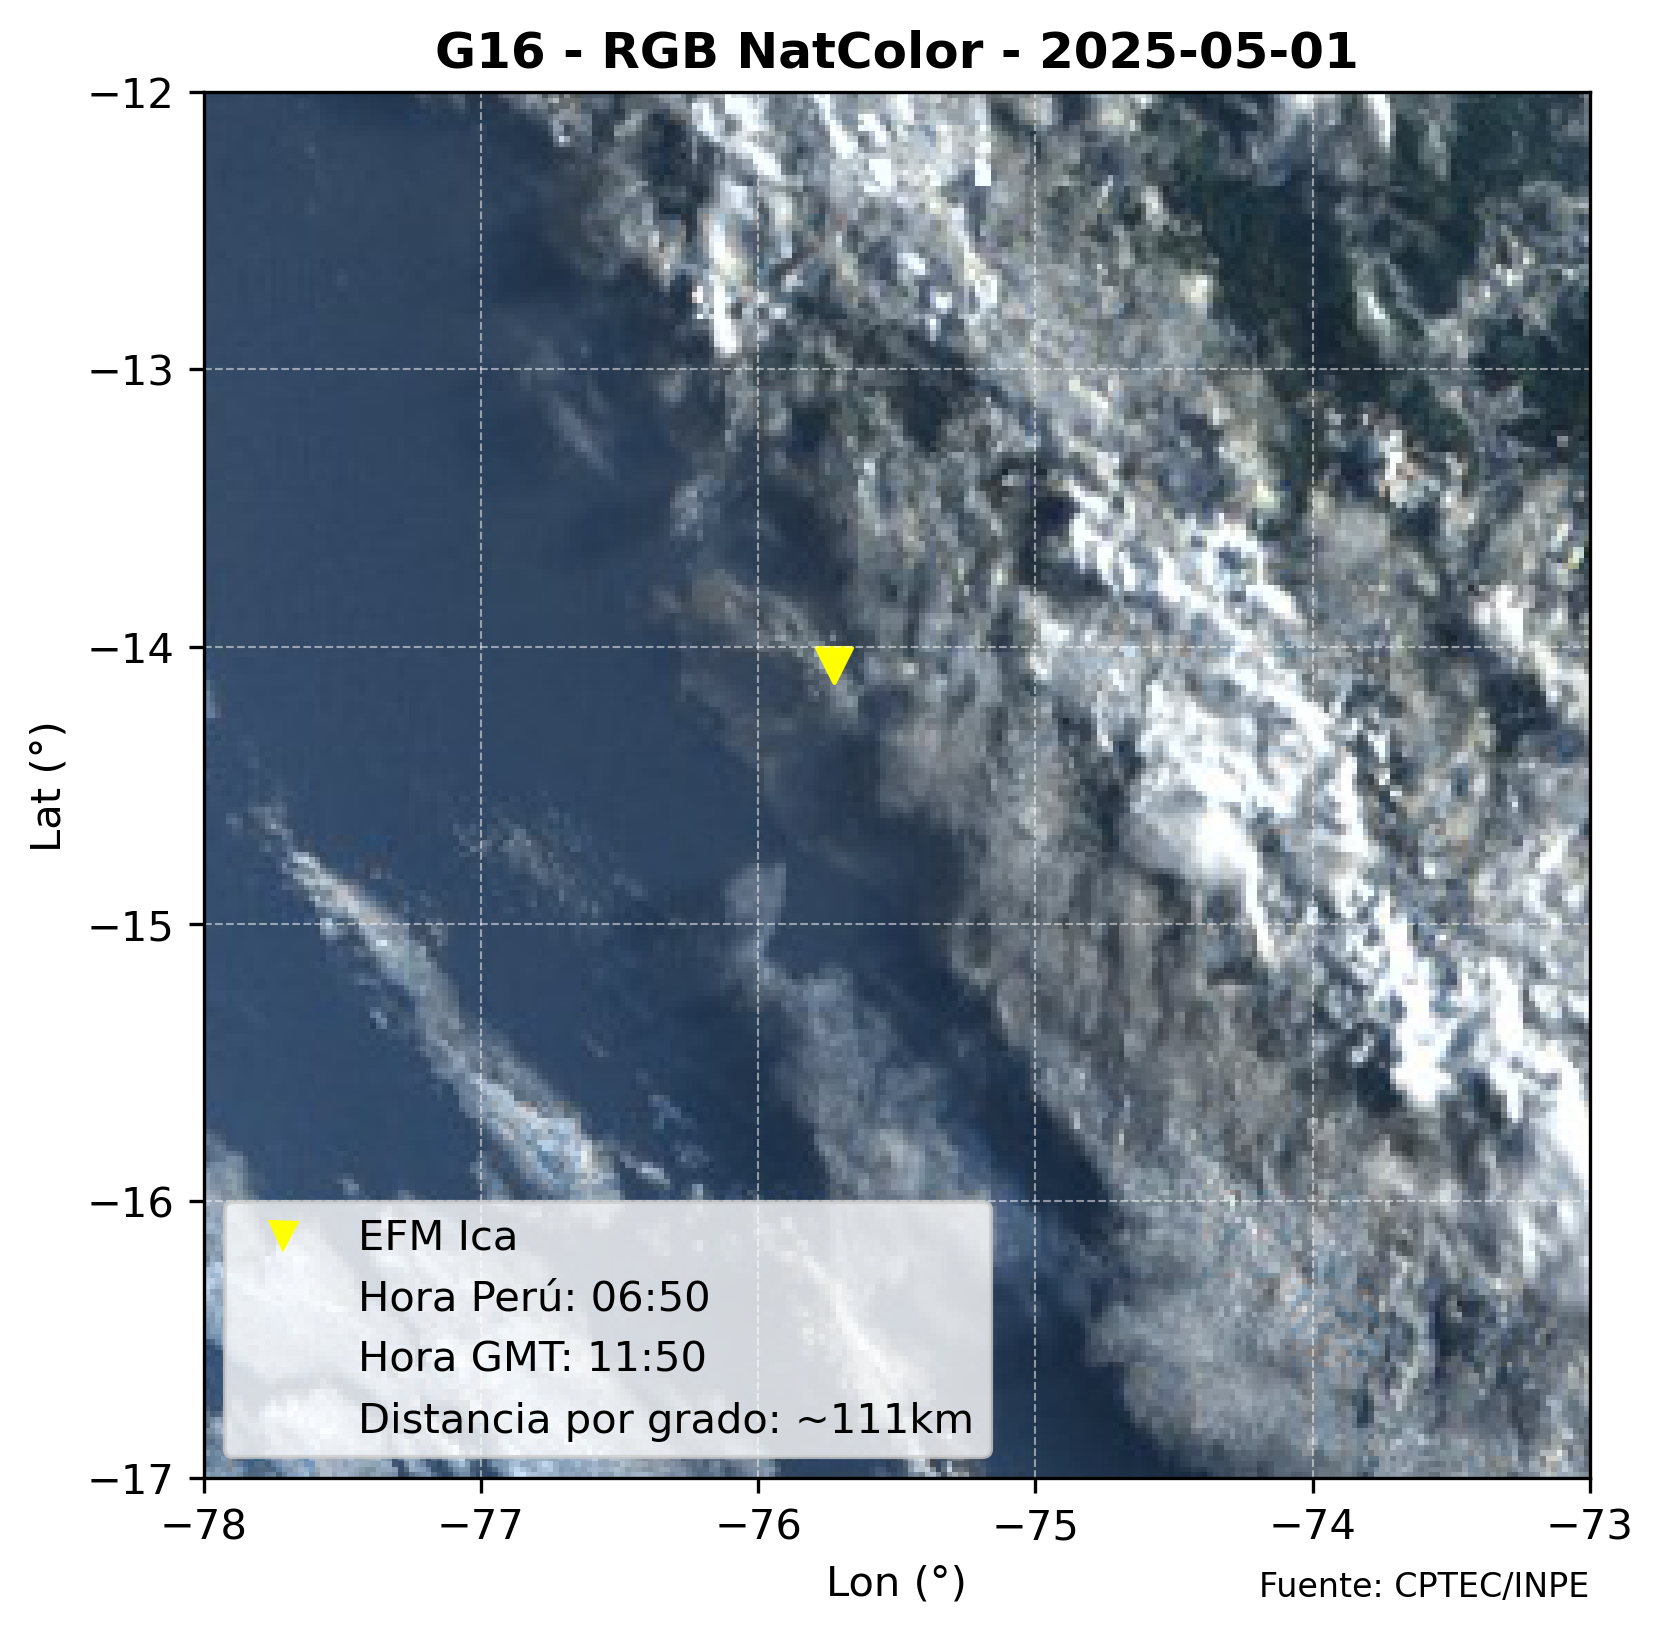 G16 - RGB NatColor - 2025-05-01
−12
−13
−14
−15
−16
−17
Lat (°)
EFM Ica
Hora Perú: 06:50
Hora GMT: 11:50
Distancia por grado: ~111km
−78 −77 −76 −75 −74 −73
Lon (°)
Fuente: CPTEC/INPE